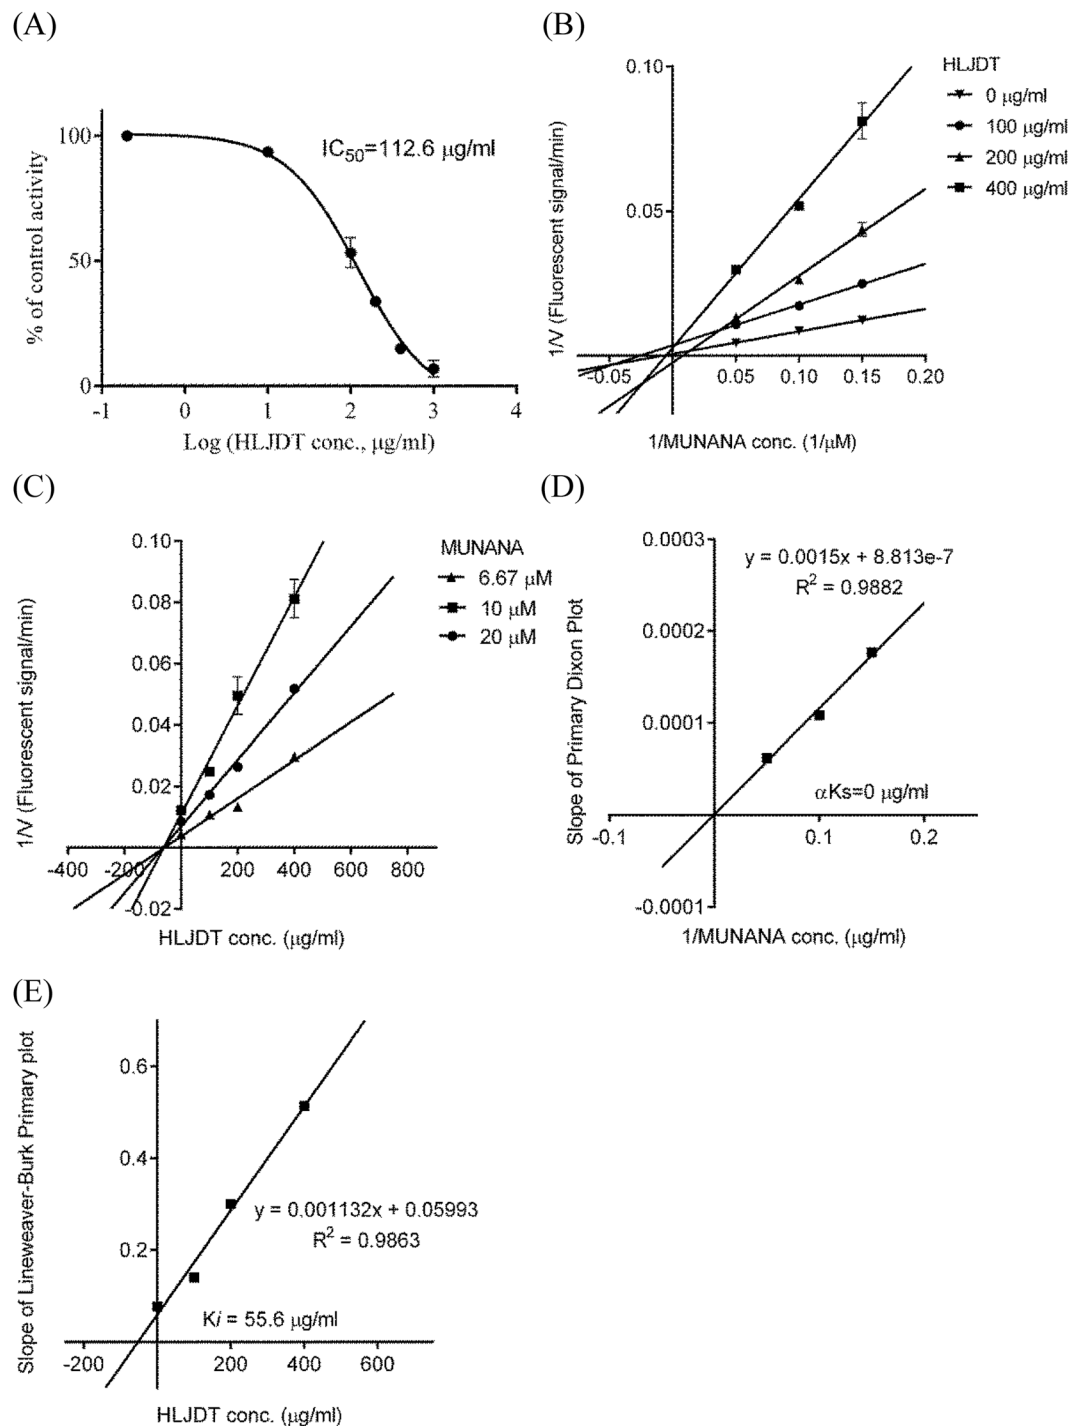 (A)
% of control activity
100
50
0
IC50=112.6 μg/ml
-1 0 1 2 3 4
Log (HLJDT conc., μg/ml)
(B)
1/V (Fluorescent signal/min)
0.10
0.05
-0.05 0.05 0.10 0.15 0.20
1/MUNANA conc. (1/μM)
HLJDT
0 μg/ml
100 μg/ml
200 μg/ml
400 μg/ml
(C)
1/V (Fluorescent signal/min)
0.10
0.08
0.06
0.04
0.02
-0.02
-400 -200 0 200 400 600 800
HLJDT conc. (μg/ml)
MUNANA
6.67 μM
10 μM
20 μM
(D)
Slope of Primary Dixon Plot
0.0003
0.0002
0.0001
-0.0001
y = 0.0015x + 8.813e-7
R2 = 0.9882
αKs=0 μg/ml
-0.1 0.1 0.2
1/MUNANA conc. (μg/ml)
(E)
Slope of Lineweaver-Burk Primary plot
0.6
0.4
0.2
y = 0.001132x + 0.05993
R2 = 0.9863
Ki = 55.6 μg/ml
-200 200 400 600
HLJDT conc. (μg/ml)